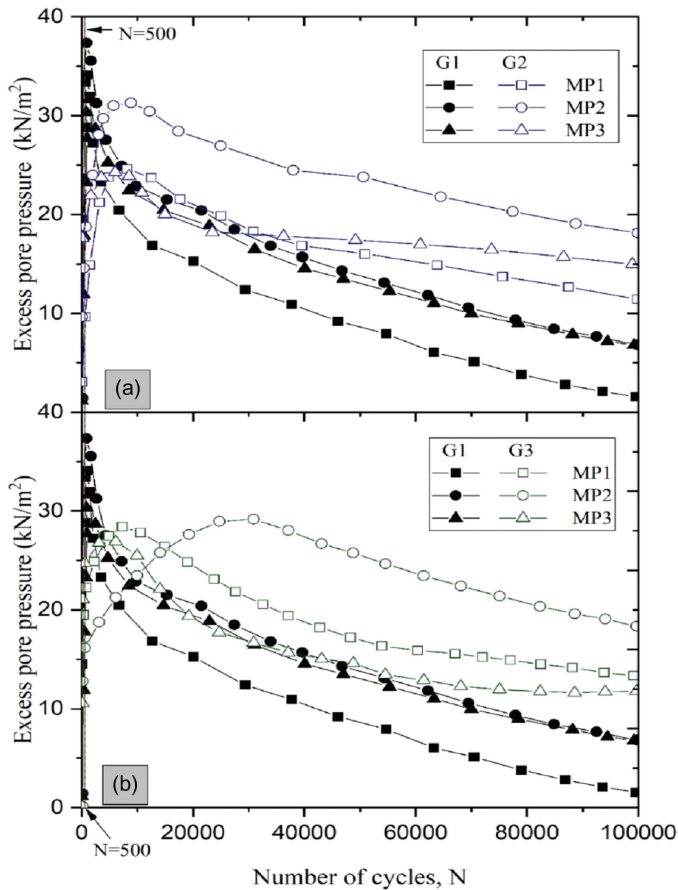 N=500
40
30
20
10
40
Excess pore pressure (kN/m²)
G1 G2
MP1
MP2
MP3
(a)
30
20
10
0
Excess pore pressure (kN/m²)
G1 G3
MP1
MP2
MP3
(b)
0 20000 40000 60000 80000 100000
N=500
Number of cycles, N